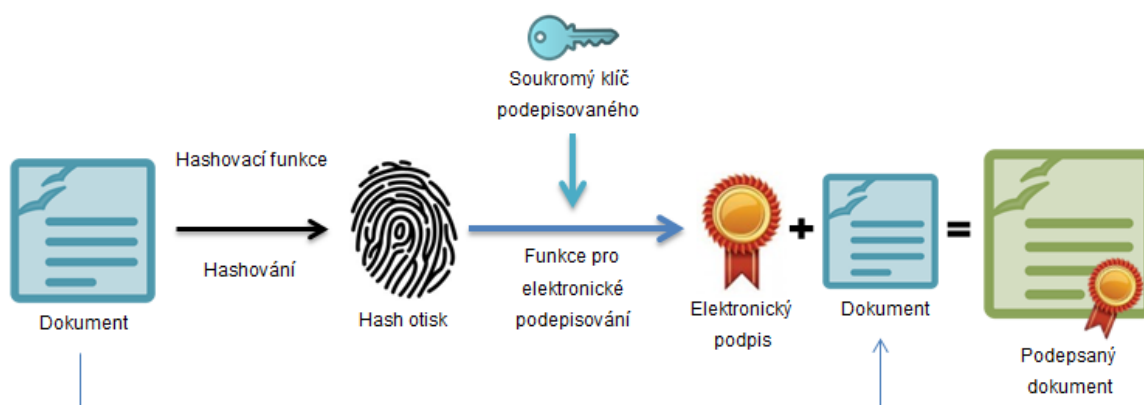 Soukromý klíč
podepisovaného
Hashovací funkce
Hashování
Dokument
Hash otisk
Funkce pro
elektronické
podepisování
Elektronický
podpis
+
Dokument
=
Podepsaný
dokument